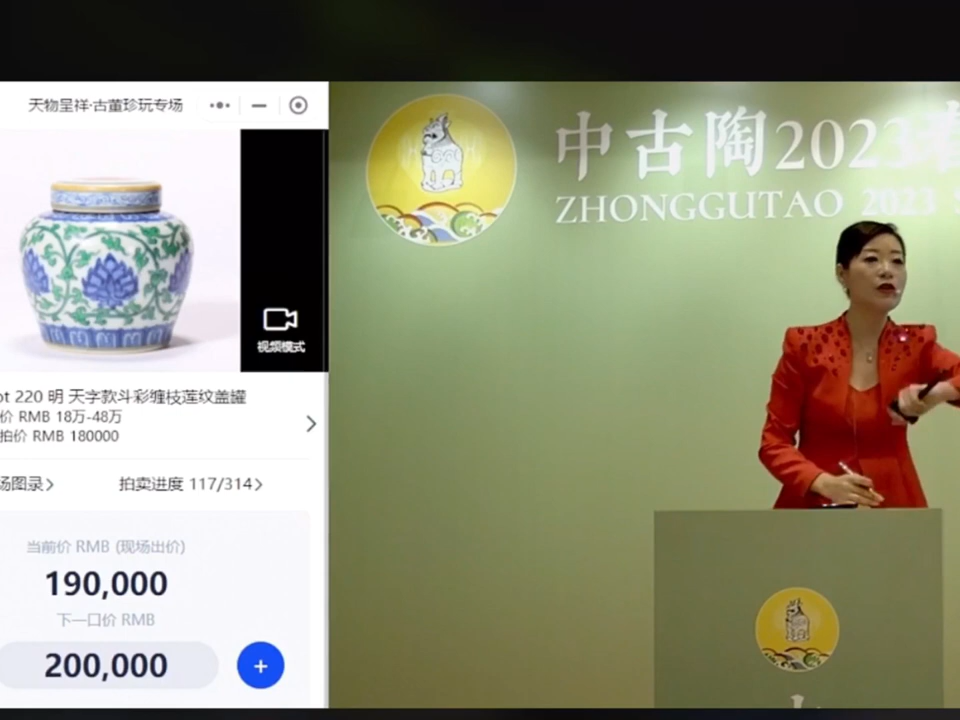 天物呈祥·古董珍玩专场
视频模式
ot 220 明 天字款斗彩缠枝莲纹盖罐
价 RMB 18万-48万
拍价 RMB 180000
场图录
拍卖进度 117/314
当前价 RMB (现场出价)
190,000
下一口价 RMB
200,000
中古陶2023春
ZHONGGUTAO 2023 S